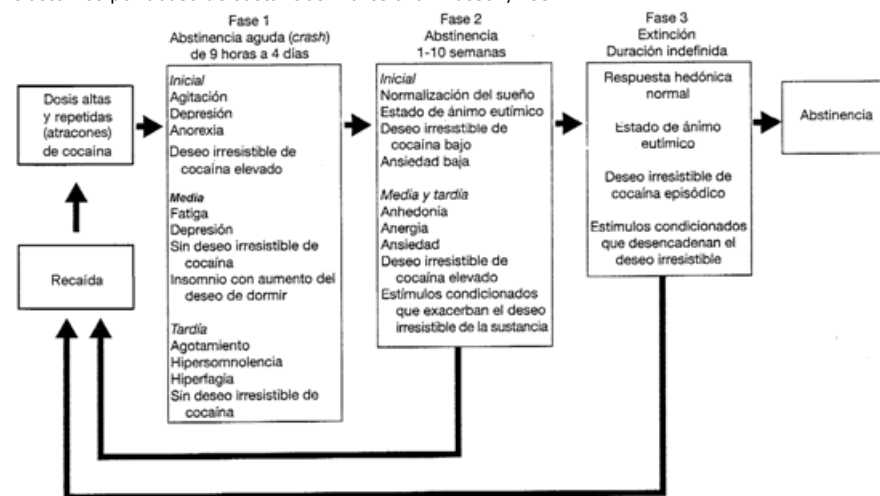 Fase 1
Abstinencia aguda (crash)
de 9 horas a 4 días
Fase 2
Abstinencia
1-10 semanas
Fase 3
Extinción
Duración indefinida
Dosis altas
y repetidas
(atracones)
de cocaína
Recaída
Inicial
Agitación
Depresión
Anorexia
Deseo irresistible de
cocaína elevado
Media
Fatiga
Depresión
Sin deseo irresistible de
cocaína
Insomnio con aumento del
deseo de dormir
Tardía
Agotamiento
Hipersomnolencia
Hiperfagia
Sin deseo irresistible de
cocaína
Inicial
Normalización del sueño
Estado de ánimo eutímico
Deseo irresistible de
cocaína bajo
Ansiedad baja
Media y tardía
Anhedonia
Anergia
Ansiedad
Deseo irresistible de
cocaína elevado
Estímulos condicionados
que exacerban el deseo
irresistible de la sustancia
Respuesta hedónica
normal
Estado de ánimo
eutímico
Deseo irresistible de
cocaína episódico
Estimulos condicionados
que desencadenan el
deseo irresistible
Abstinencia